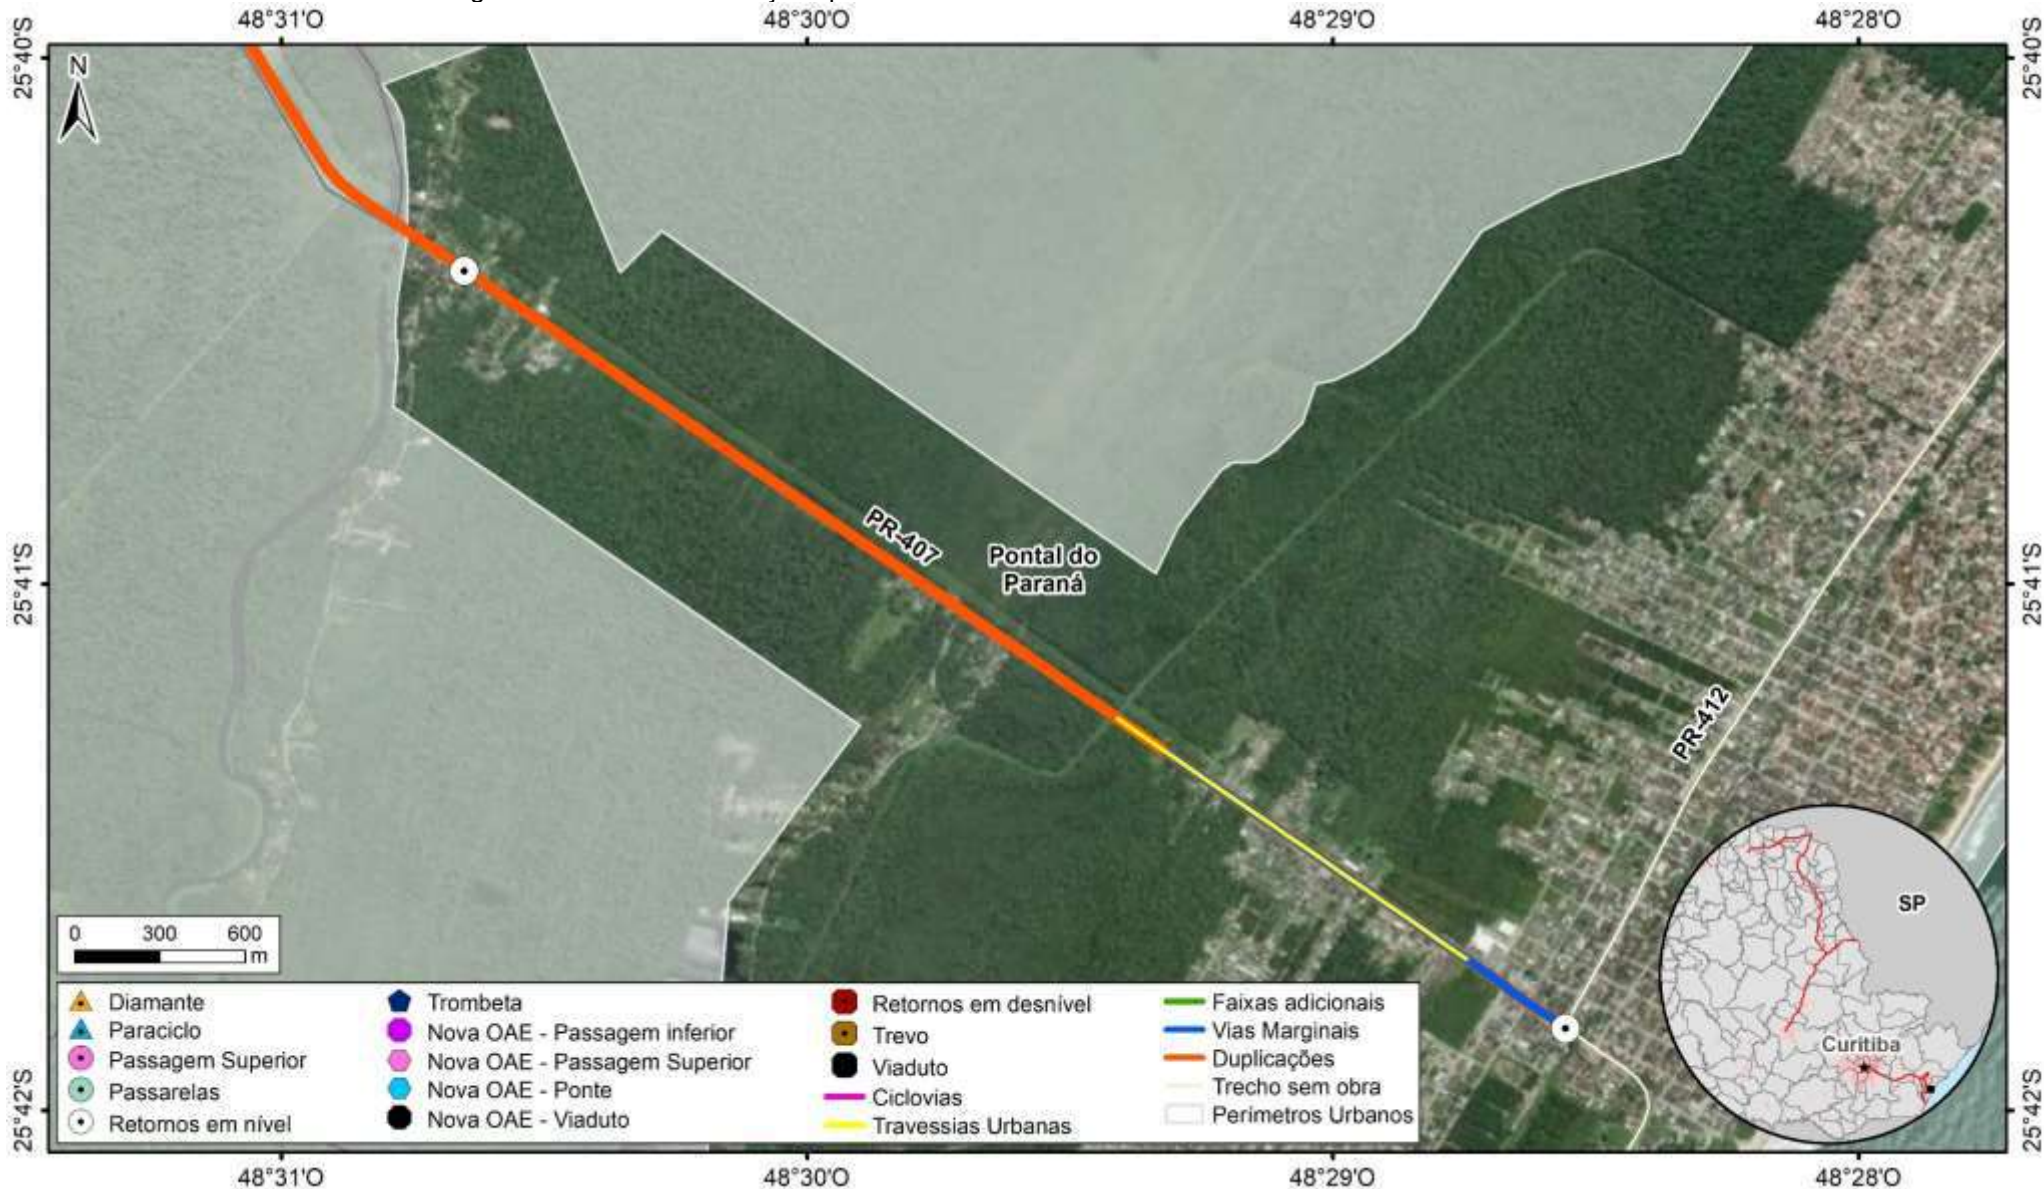 48°31'O 48°30'O 48°29'O 48°28'O
25°40'S 25°40'S
N
PR-407
Pontal do
Paraná
25°41'S 25°41'S
PR-412
SP
Curitiba
0 300 600
m
Diamante
Paraciclo
Passagem Superior
Passarelas
Retornos em nível
Trombeta
Nova OAE - Passagem inferior
Nova OAE - Passagem Superior
Nova OAE - Ponte
Nova OAE - Viaduto
Retornos em desnível
Trevo
Viaduto
Ciclovias
Travessias Urbanas
Faixas adicionais
Vias Marginais
Duplicações
Trecho sem obra
Perímetros Urbanos
25°42'S 25°42'S
48°31'O 48°30'O 48°29'O 48°28'O